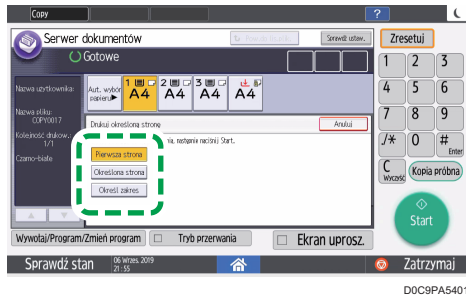 Copy
?
Serwer dokumentów
Sprawdź ustaw.
Zresetuj
Gotowe
1 2 3
Nazwa użytkownika:
Aut. wybór papieru▶
1 A4
2 A4
3 A4
A4
4 5 6
Nazwa pliku:
COPY0017
Drukuj określoną stronę
Anuluj
7 8 9
Kolejność drukow.
1/1
nia, następnie naciśnij Start.
./* 0 #
Enter
Czarno-białe
Pierwsza strona
Określona strona
Określ zakres
C
Wyczyść
Kopia próbna
Start
Wywołaj/Program/Zmień program
Tryb przerwania
Ekran uprosz.
Sprawdź stan
06 Wrzes. 2019
21:55
Zatrzymaj
D0C9PA5401